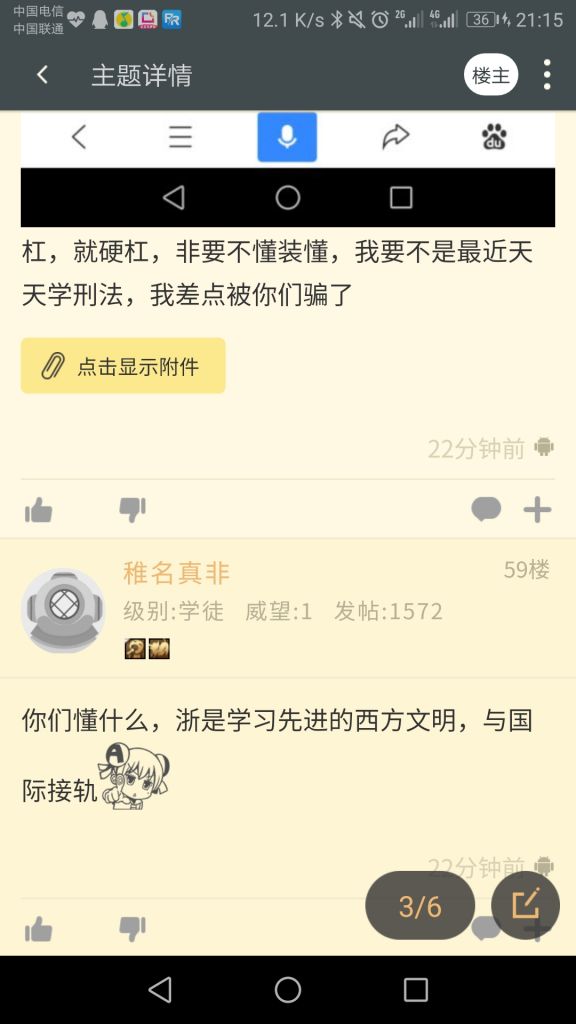 中国电信
中国联通
12.1 K/s 2G 4G 36 21:15
主题详情
楼主
du
杠，就硬杠，非要不懂装懂，我要不是最近天
天学刑法，我差点被你们骗了
点击显示附件
22分钟前
稚名真非
59楼
级别:学徒 威望:1 发帖:1572
你们懂什么，浙是学习先进的西方文明，与国
际接轨
A
22分钟前
3/6